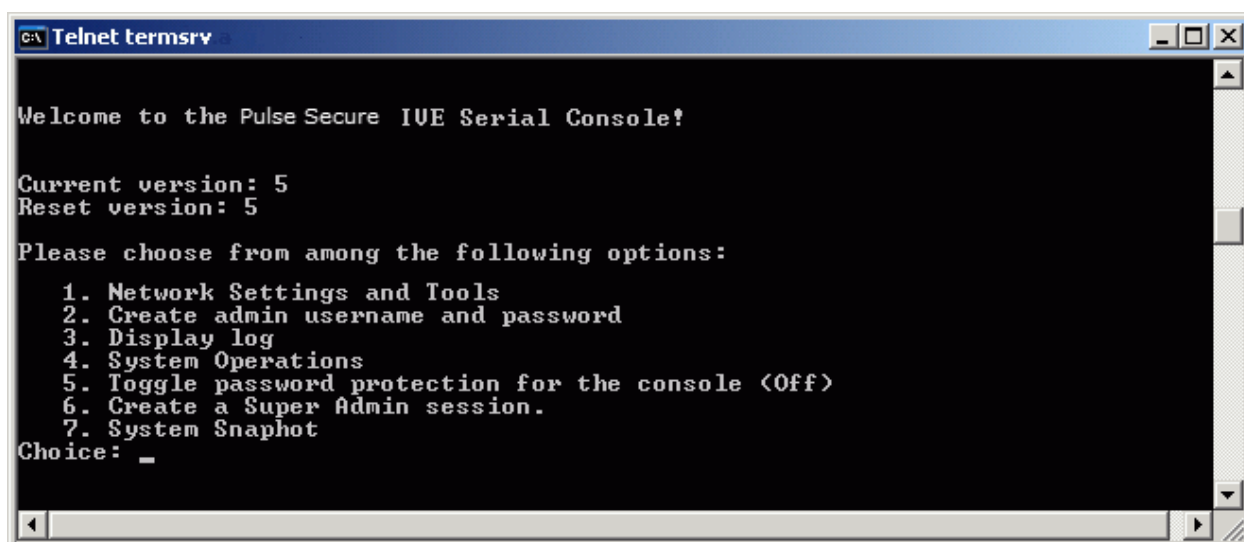 Telnet termsrv
Welcome to the Pulse Secure IVE Serial Console!
Current version: 5
Reset version: 5
Please choose from among the following options:
1. Network Settings and Tools
2. Create admin username and password
3. Display log
4. System Operations
5. Toggle password protection for the console (Off)
6. Create a Super Admin session.
7. System Snaphot
Choice: _